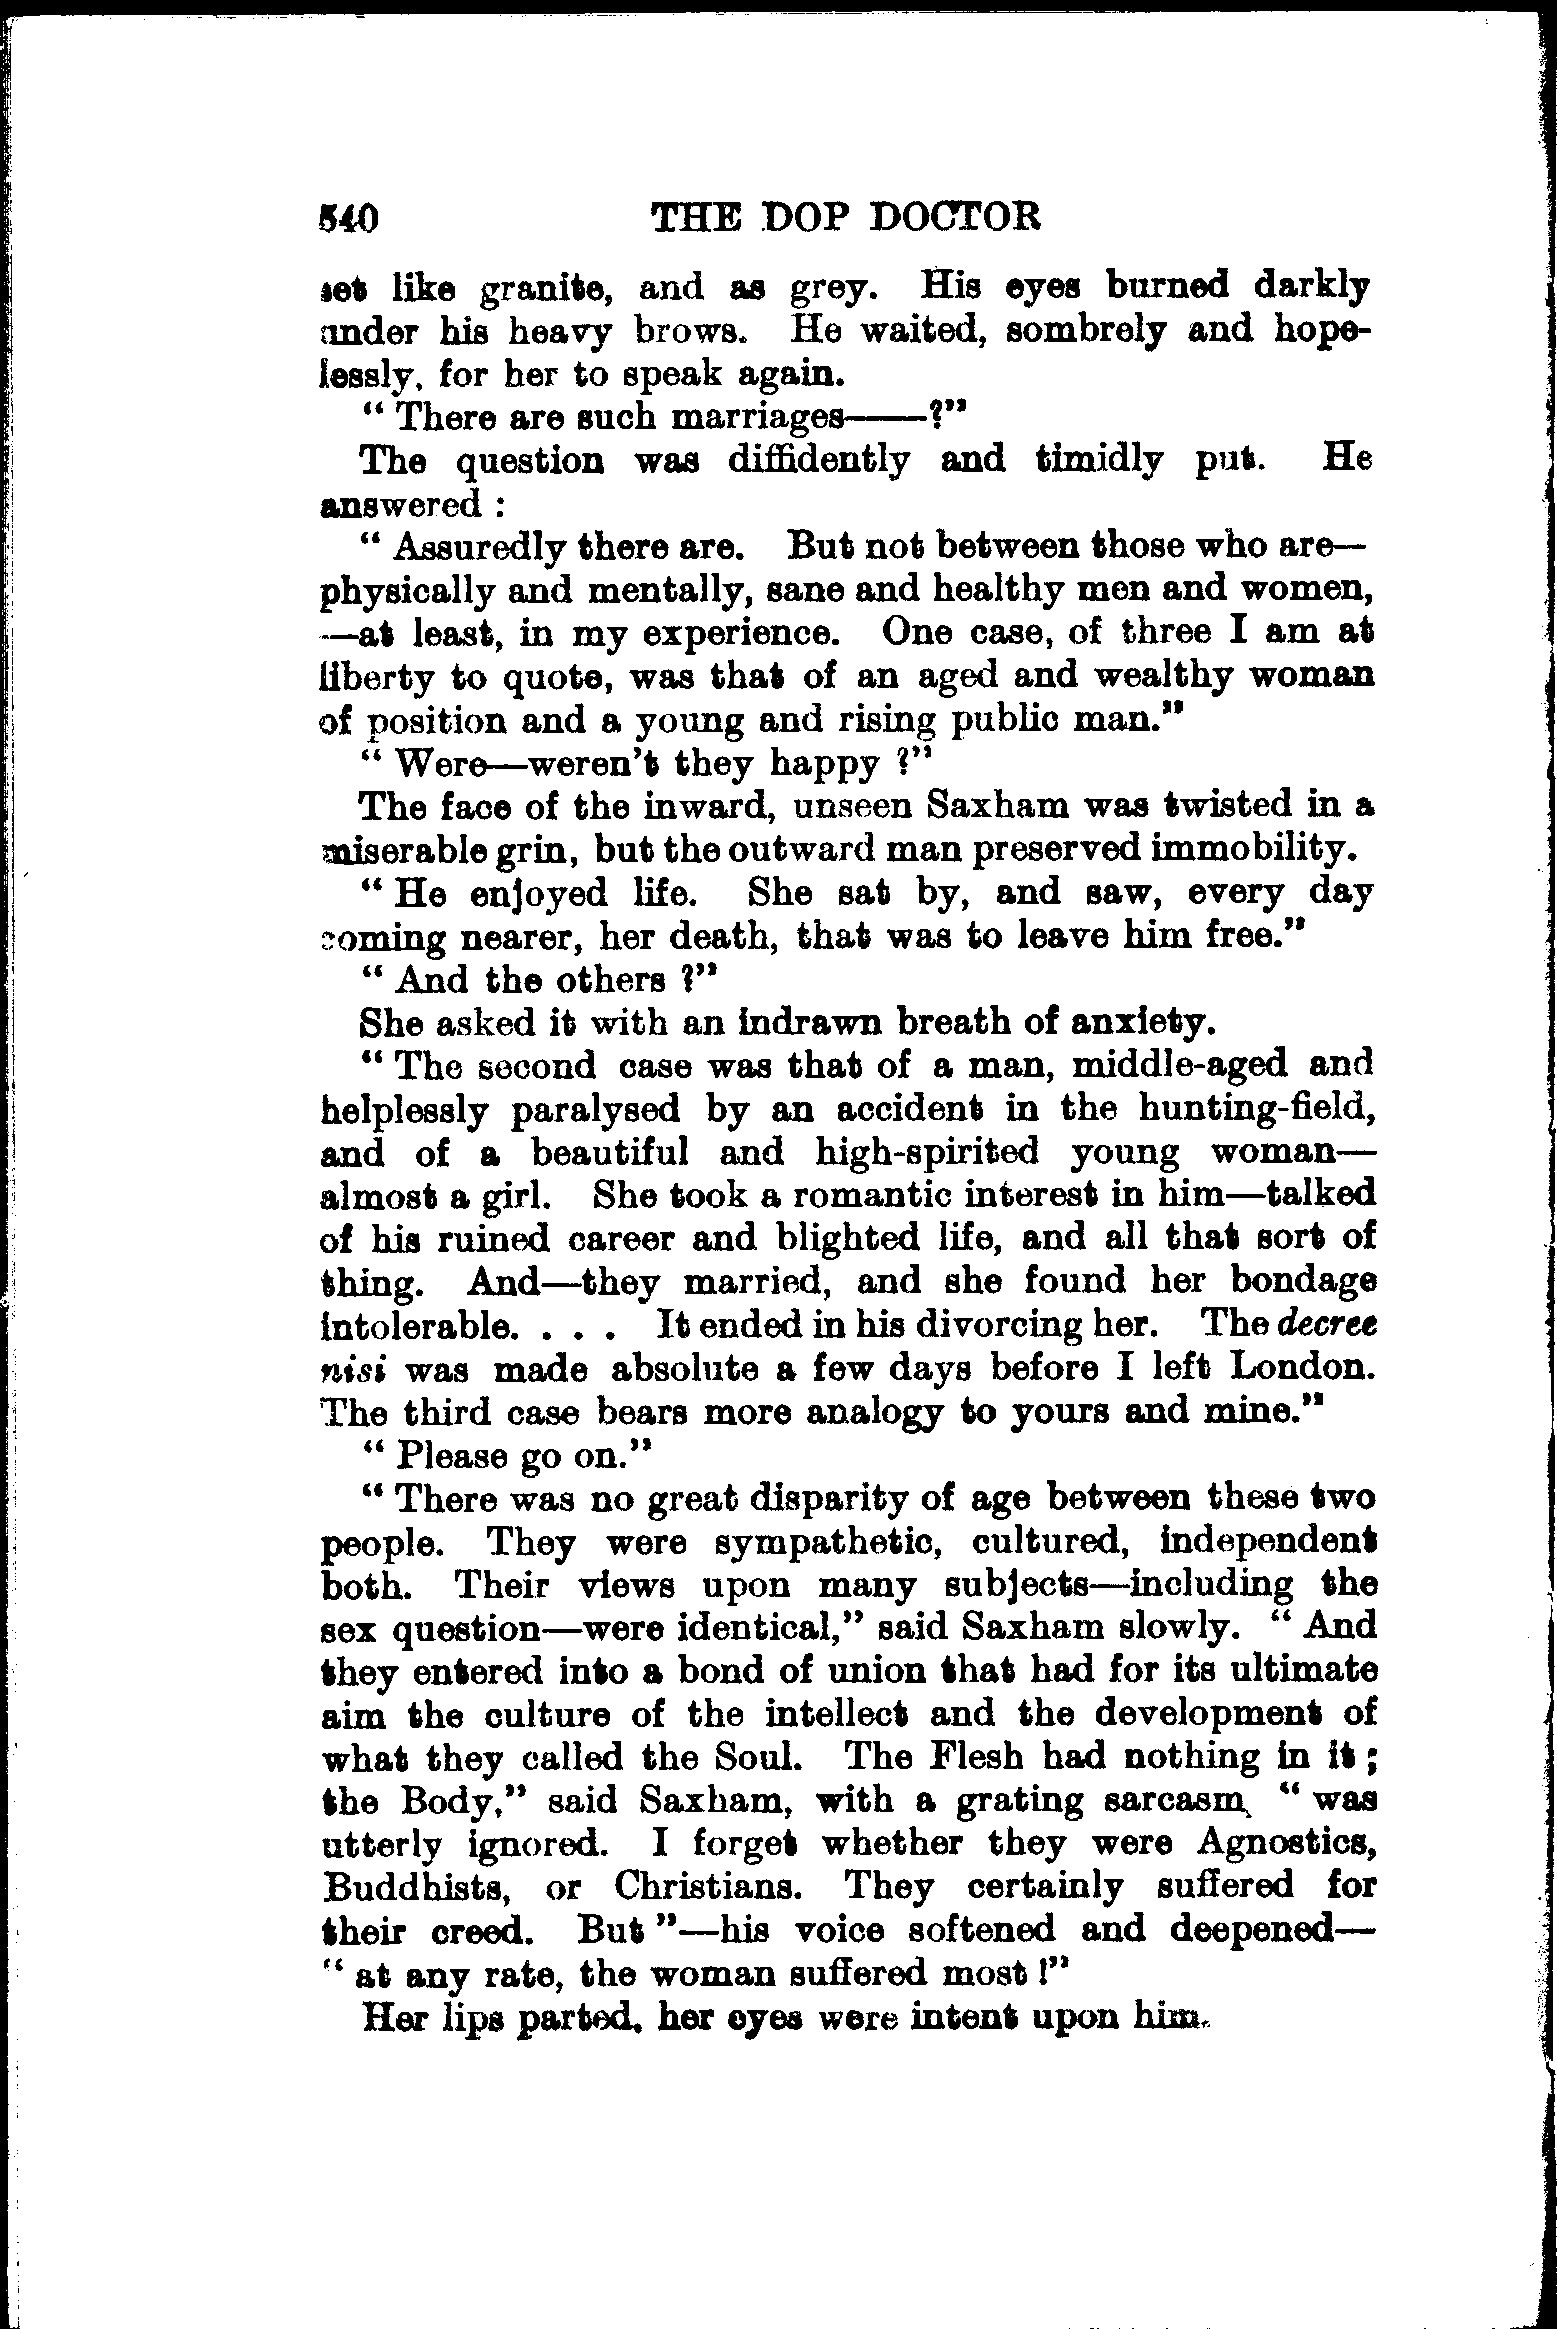 540 THE DOP DOCTOR
set like granite, and as grey. His eyes burned darkly
under his heavy brows. He waited, sombrely and hope-
lessly, for her to speak again.
" There are such marriages——?"
The question was diffidently and timidly put. He
answered :
" Assuredly there are. But not between those who are—
physically and mentally, sane and healthy men and women,
—at least, in my experience. One case, of three I am at
liberty to quote, was that of an aged and wealthy woman
of position and a young and rising public man."
" Were—weren't they happy ?"
The face of the inward, unseen Saxham was twisted in a
miserable grin, but the outward man preserved immobility.
" He enjoyed life. She sat by, and saw, every day
coming nearer, her death, that was to leave him free."
" And the others ?"
She asked it with an indrawn breath of anxiety.
" The second case was that of a man, middle-aged and
helplessly paralysed by an accident in the hunting-field,
and of a beautiful and high-spirited young woman—
almost a girl. She took a romantic interest in him—talked
of his ruined career and blighted life, and all that sort of
thing. And—they married, and she found her bondage
intolerable. . . . It ended in his divorcing her. The decree
nisi was made absolute a few days before I left London.
The third case bears more analogy to yours and mine."
" Please go on."
" There was no great disparity of age between these two
people. They were sympathetic, cultured, independent
both. Their views upon many subjects—including the
sex question—were identical," said Saxham slowly. " And
they entered into a bond of union that had for its ultimate
aim the culture of the intellect and the development of
what they called the Soul. The Flesh had nothing in it ;
the Body," said Saxham, with a grating sarcasm, " was
utterly ignored. I forget whether they were Agnostics,
Buddhists, or Christians. They certainly suffered for
their creed. But "—his voice softened and deepened—
" at any rate, the woman suffered most !"
Her lips parted, her eyes were intent upon him.